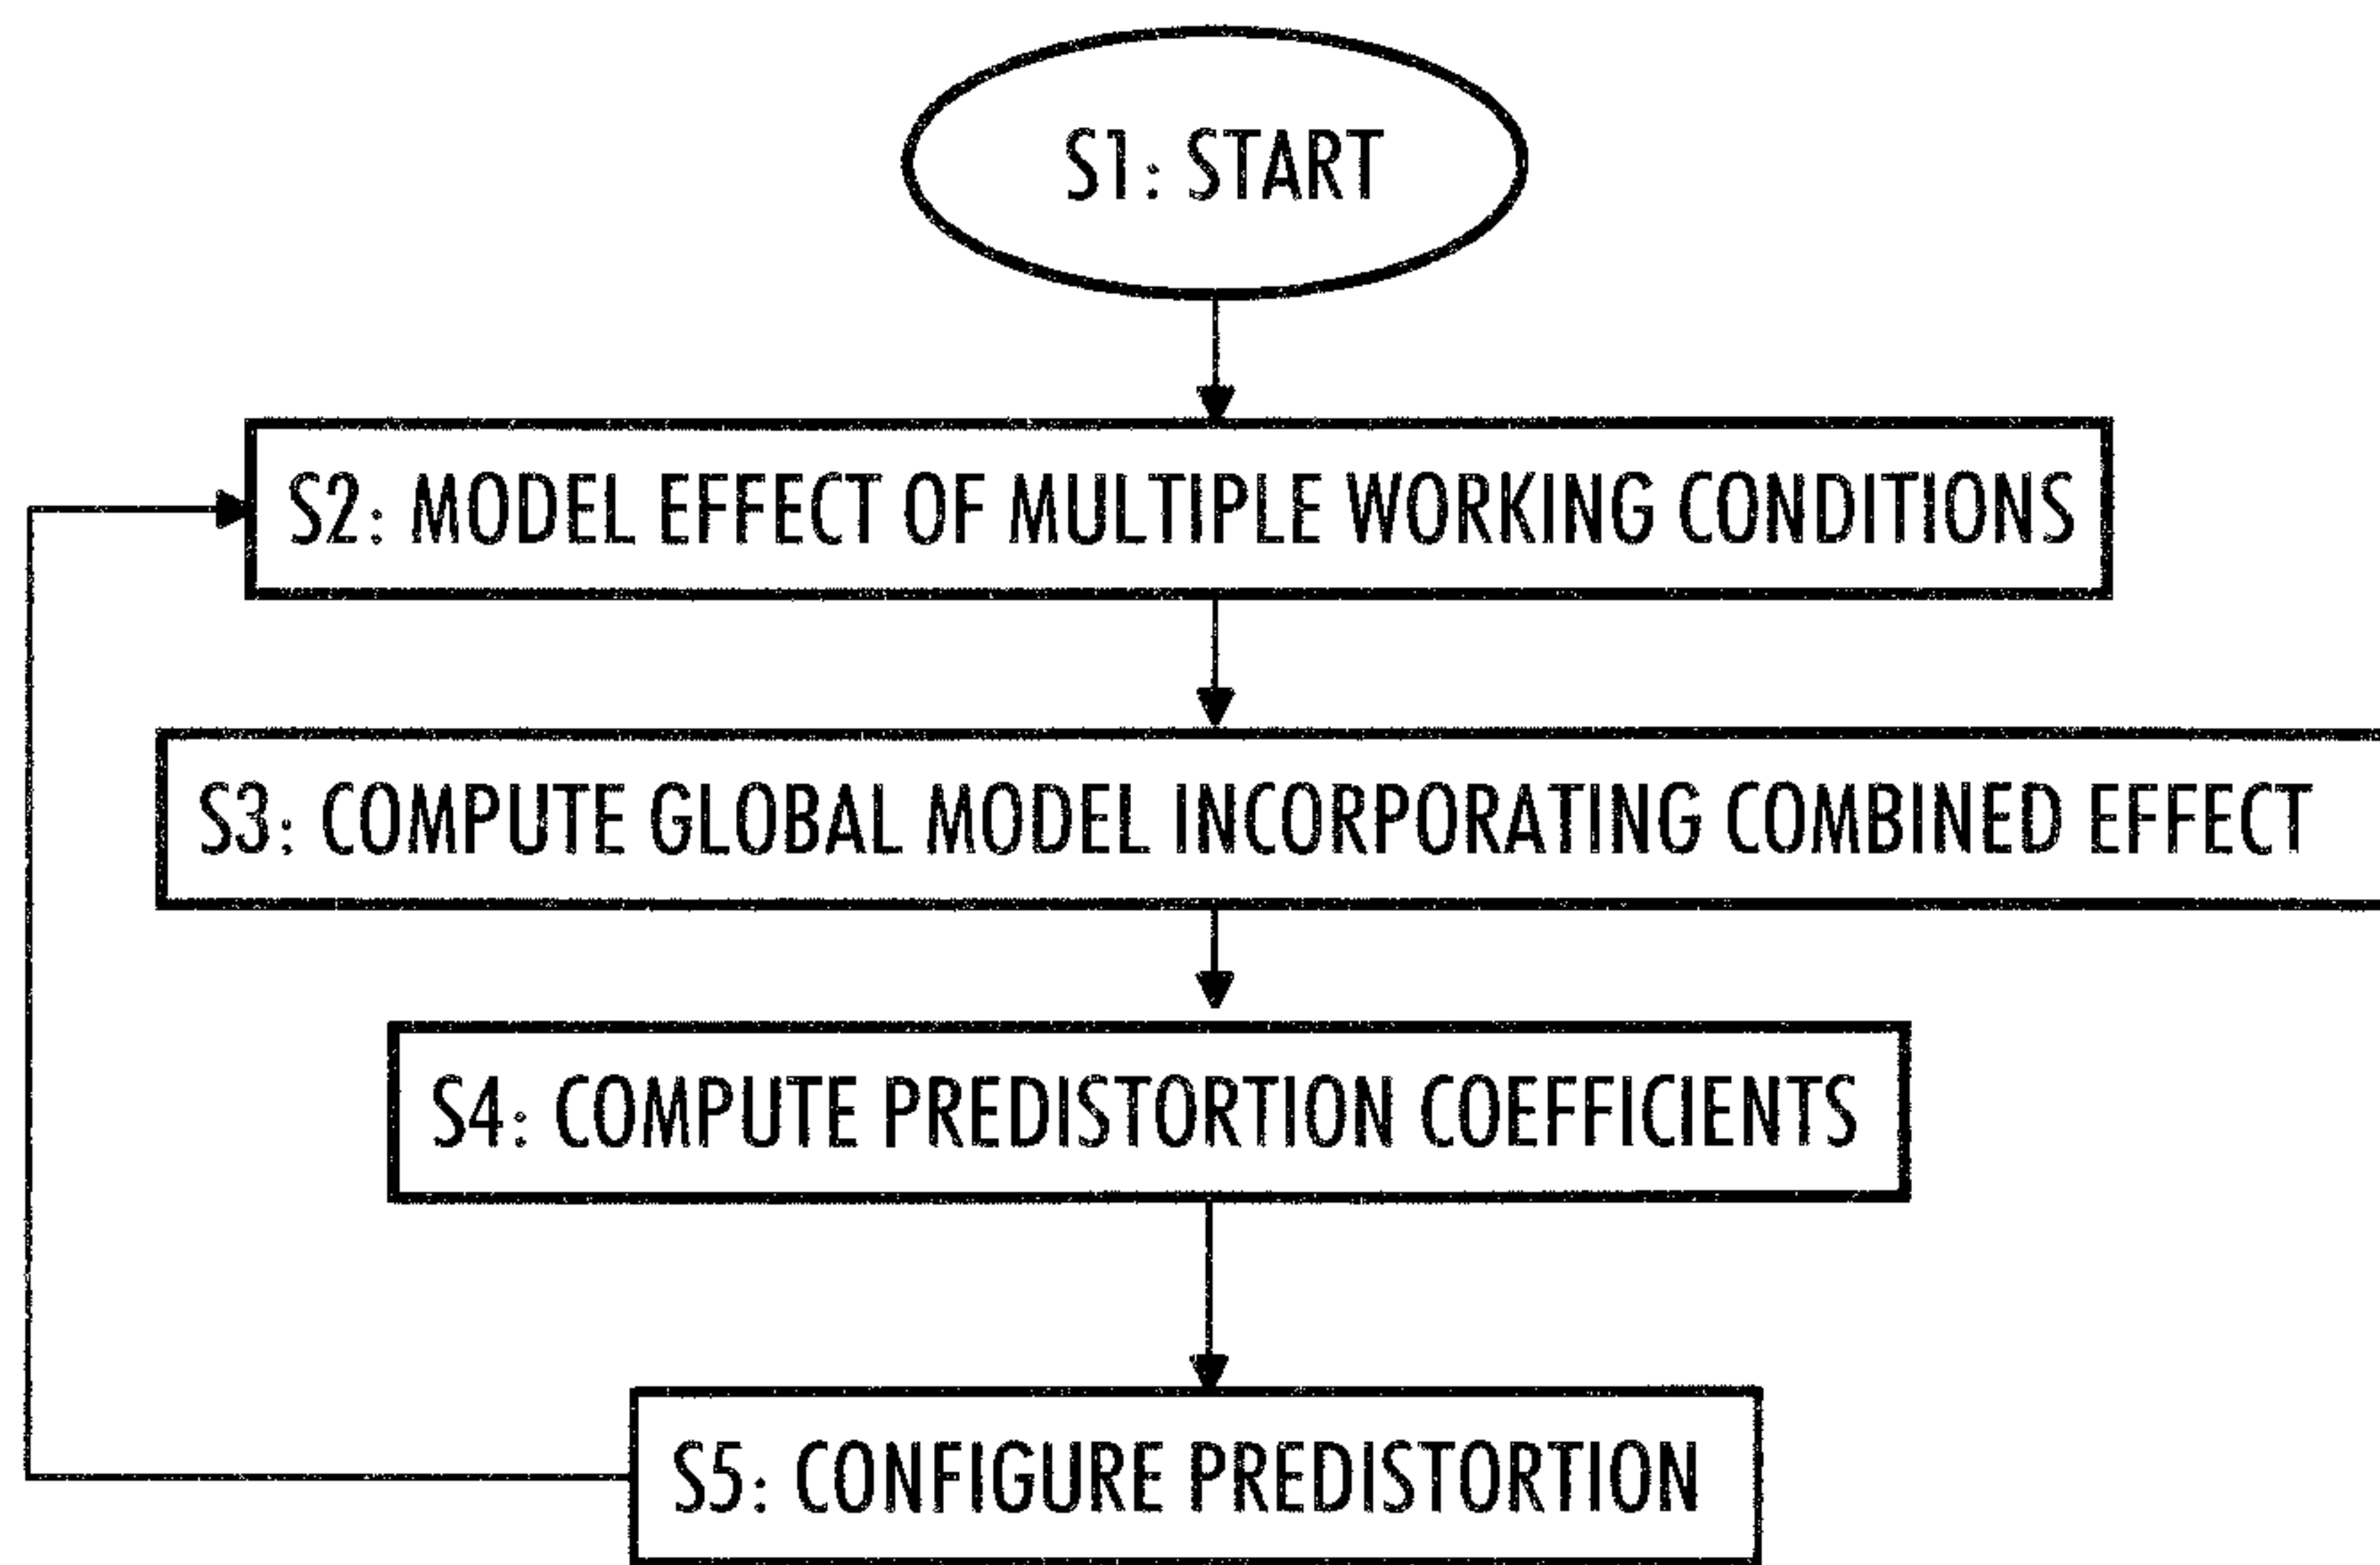 S1: START
S2: MODEL EFFECT OF MULTIPLE WORKING CONDITIONS
S3: COMPUTE GLOBAL MODEL INCORPORATING COMBINED EFFECT
S4: COMPUTE PREDISTORTION COEFFICIENTS
S5: CONFIGURE PREDISTORTION